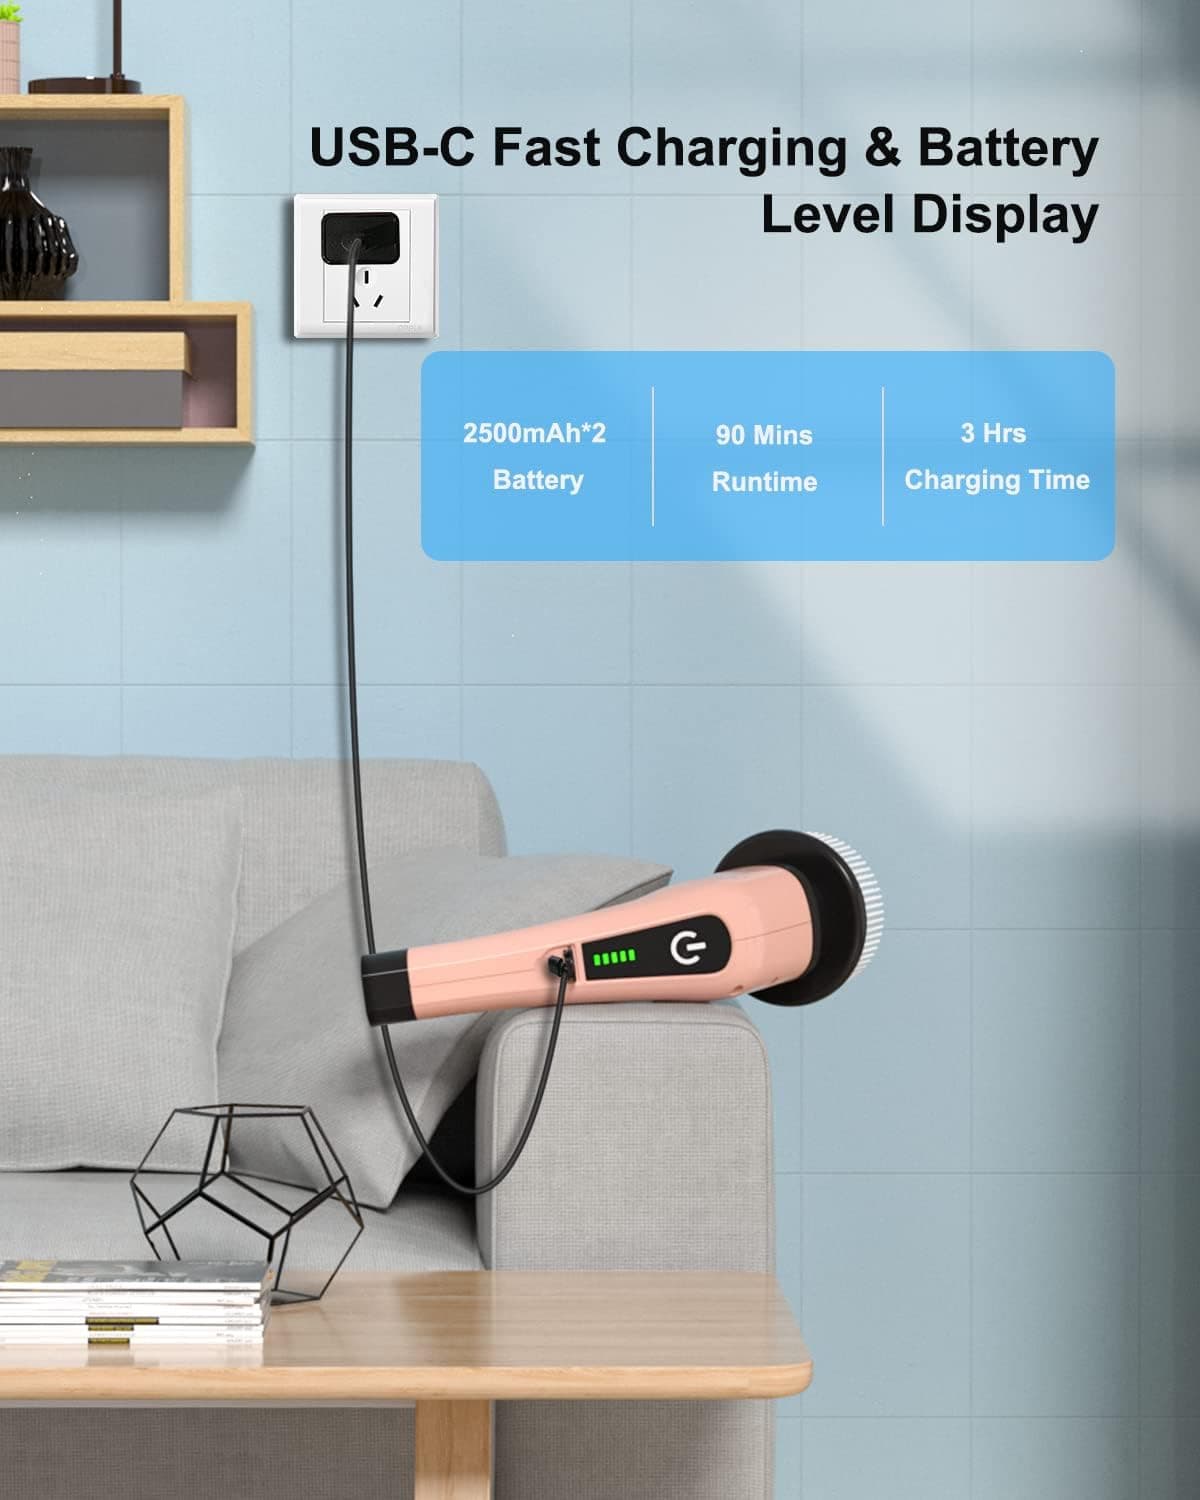 USB-C Fast Charging & Battery
Level Display
2500mAh*2
Battery
90 Mins
Runtime
3 Hrs
Charging Time